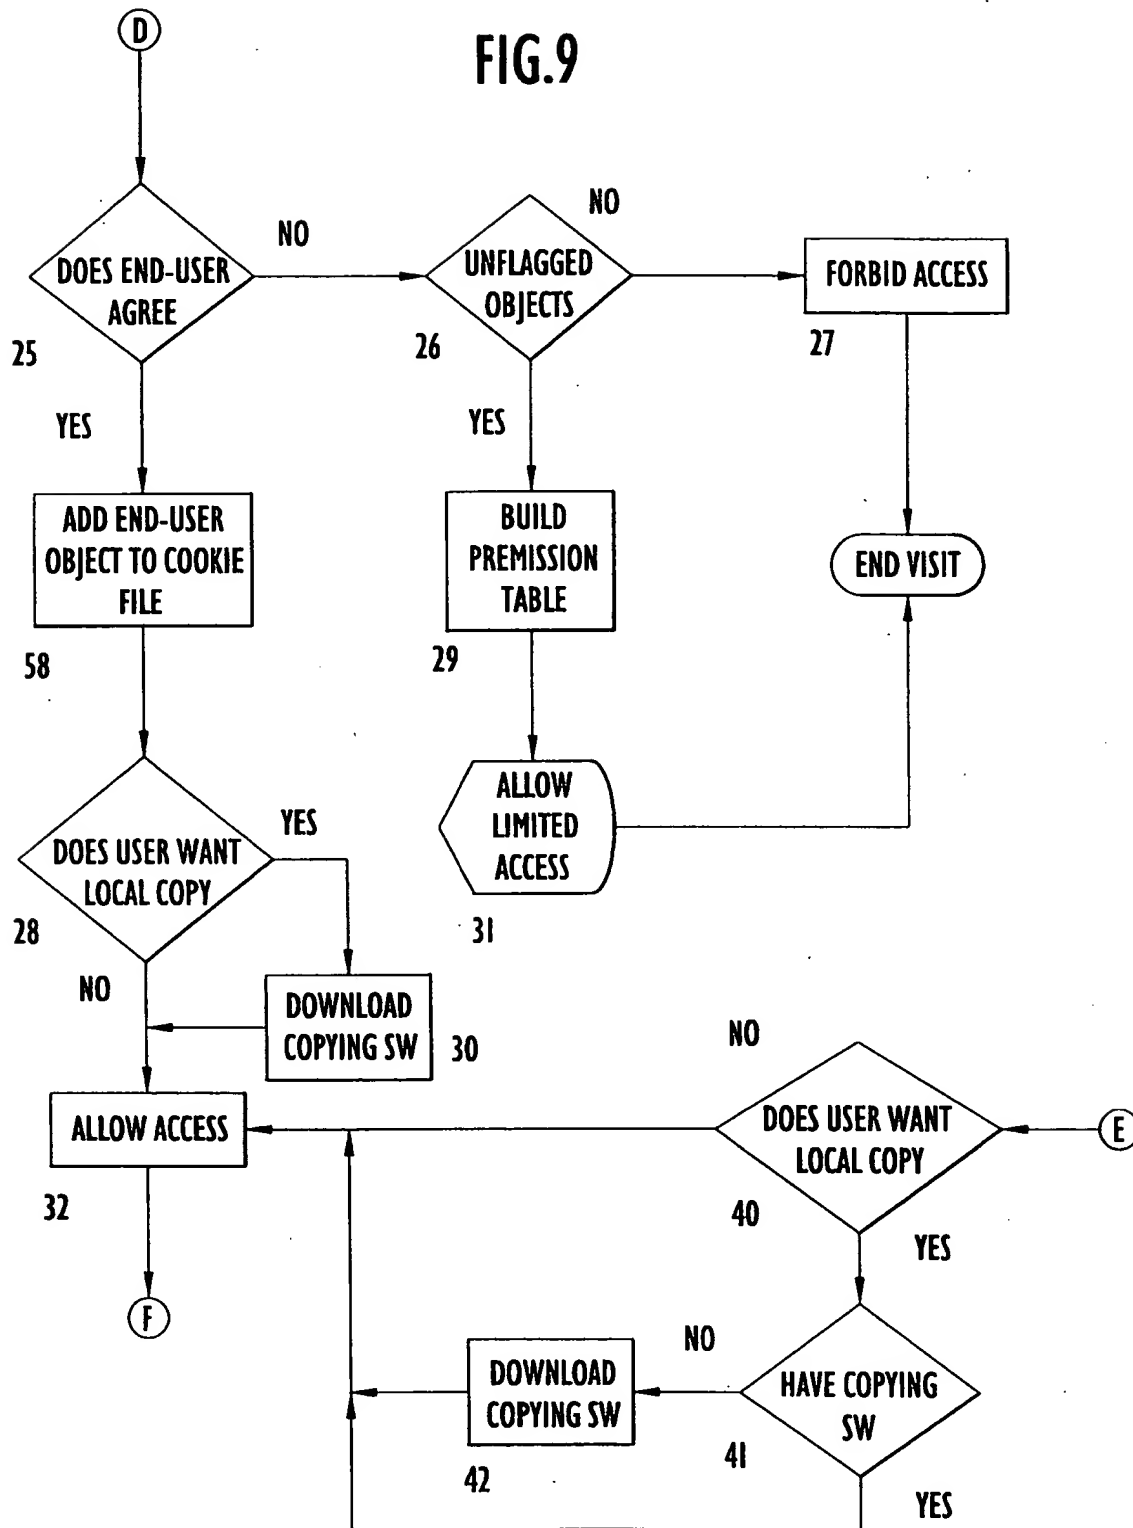 D
FIG.9
NO
NO
DOES END-USER
AGREE
UNFLAGGED
OBJECTS
FORBID ACCESS
25
26
27
YES
YES
ADD END-USER
OBJECT TO COOKIE
FILE
BUILD
PREMISSION
TABLE
END VISIT
58
29
ALLOW
LIMITED
ACCESS
YES
DOES USER WANT
LOCAL COPY
28
31
NO
DOWNLOAD
COPYING SW
30
NO
ALLOW ACCESS
DOES USER WANT
LOCAL COPY
E
32
40
YES
F
NO
DOWNLOAD
COPYING SW
HAVE COPYING
SW
42
41
YES